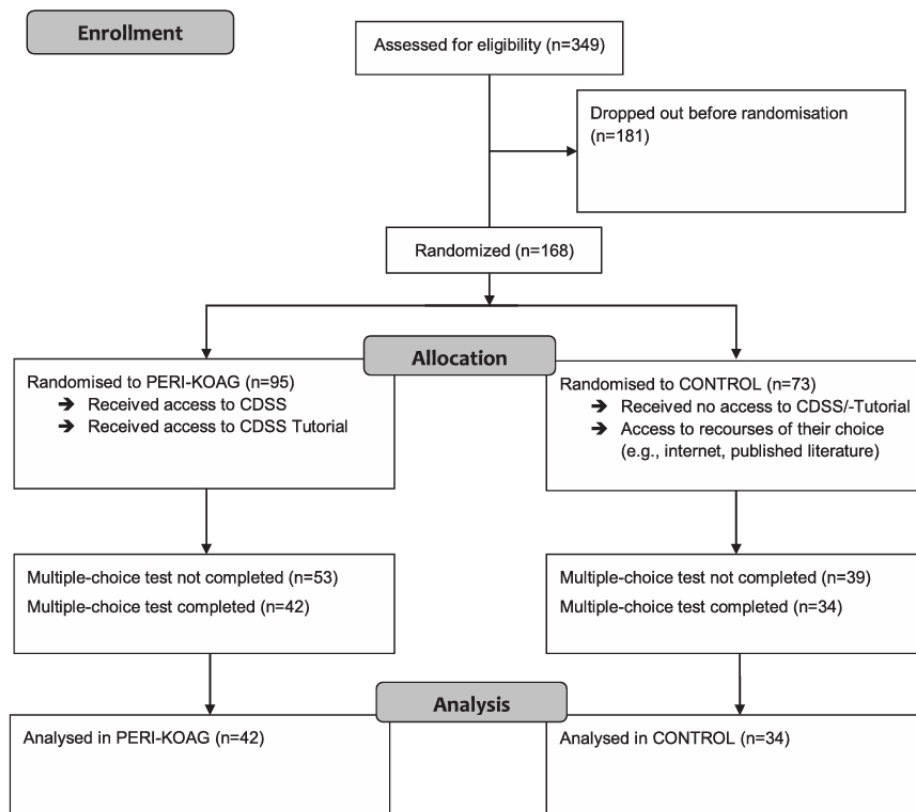 Enrollment
Assessed for eligibility (n=349)
Dropped out before randomisation
(n=181)
Randomized (n=168)
Allocation
Randomised to PERI-KOAG (n=95)
➔ Received access to CDSS
➔ Received access to CDSS Tutorial
Randomised to CONTROL (n=73)
➔ Received no access to CDSS/-Tutorial
➔ Access to recourses of their choice
(e.g., internet, published literature)
Multiple-choice test not completed (n=53)
Multiple-choice test completed (n=42)
Multiple-choice test not completed (n=39)
Multiple-choice test completed (n=34)
Analysis
Analysed in PERI-KOAG (n=42)
Analysed in CONTROL (n=34)